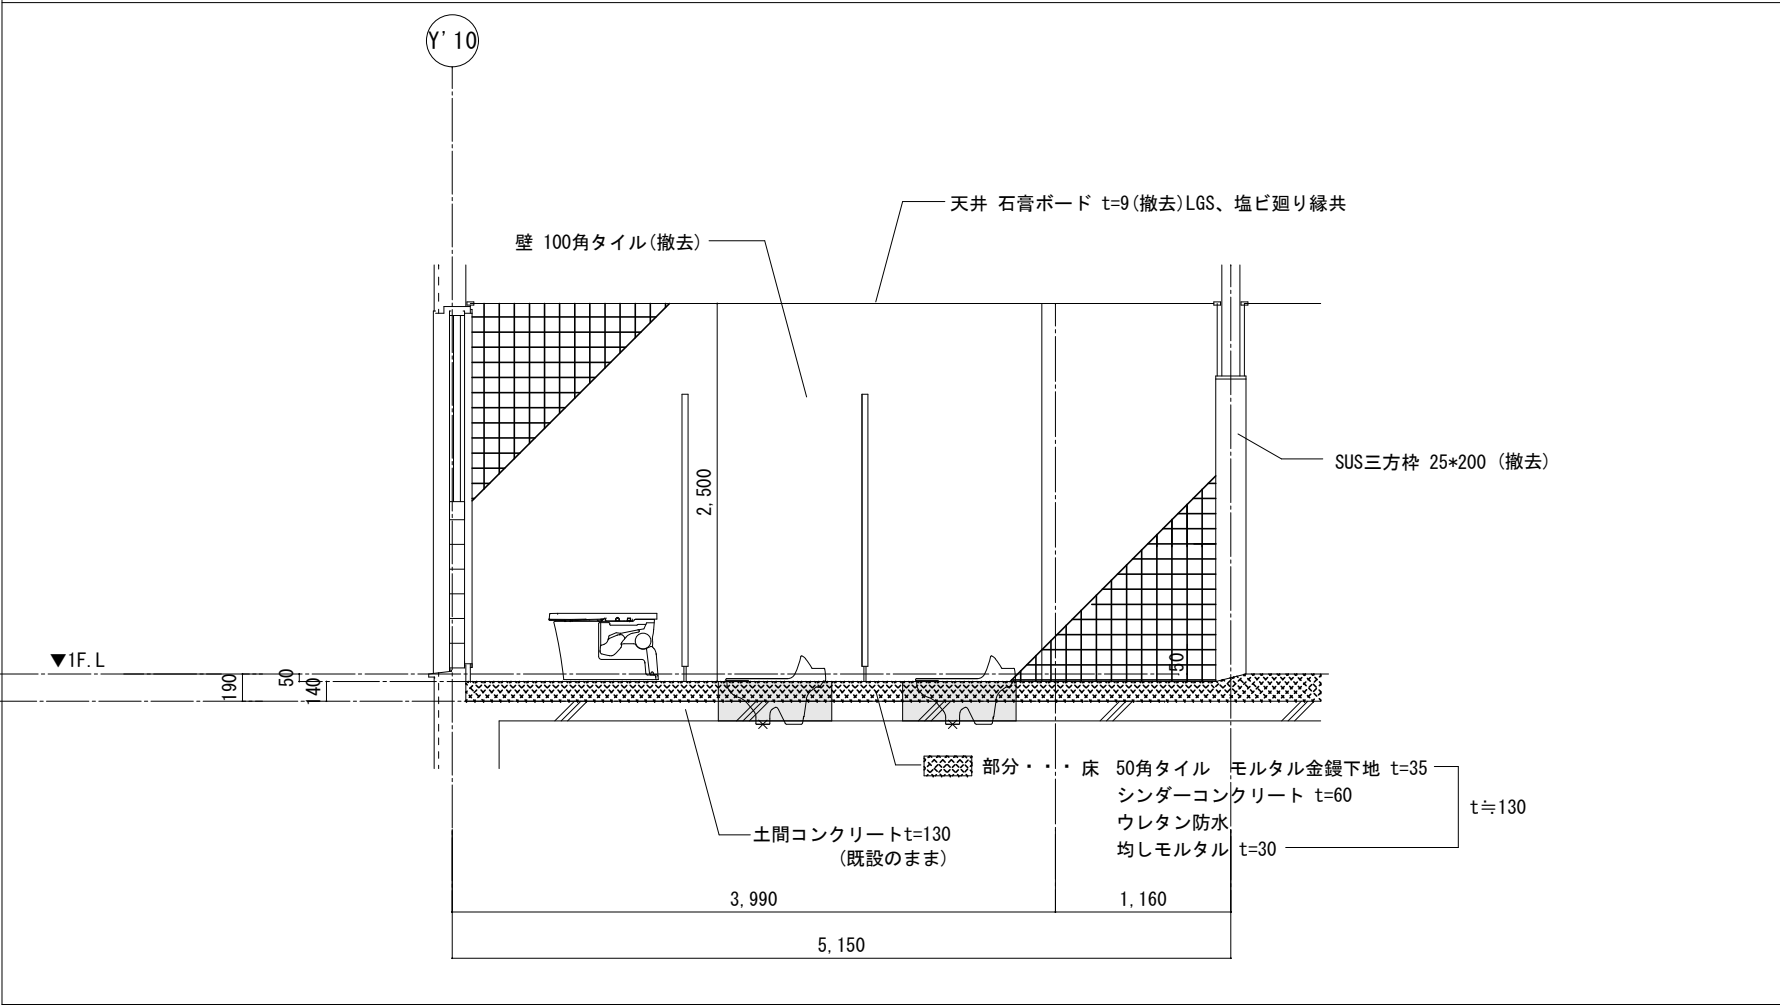 Y'10
天井 石膏ボード t=9(撤去)LGS、塩ビ廻り縁共
壁 100角タイル(撤去)
SUS三方枠 25*200 (撤去)
2,500
▼1F.L
190
50
140
50
部分・・・床 50角タイル モルタル金鏝下地 t=35
シンダーコンクリート t=60
ウレタン防水
均しモルタル t=30
t≒130
土間コンクリートt=130
(既設のまま)
3,990
1,160
5,150